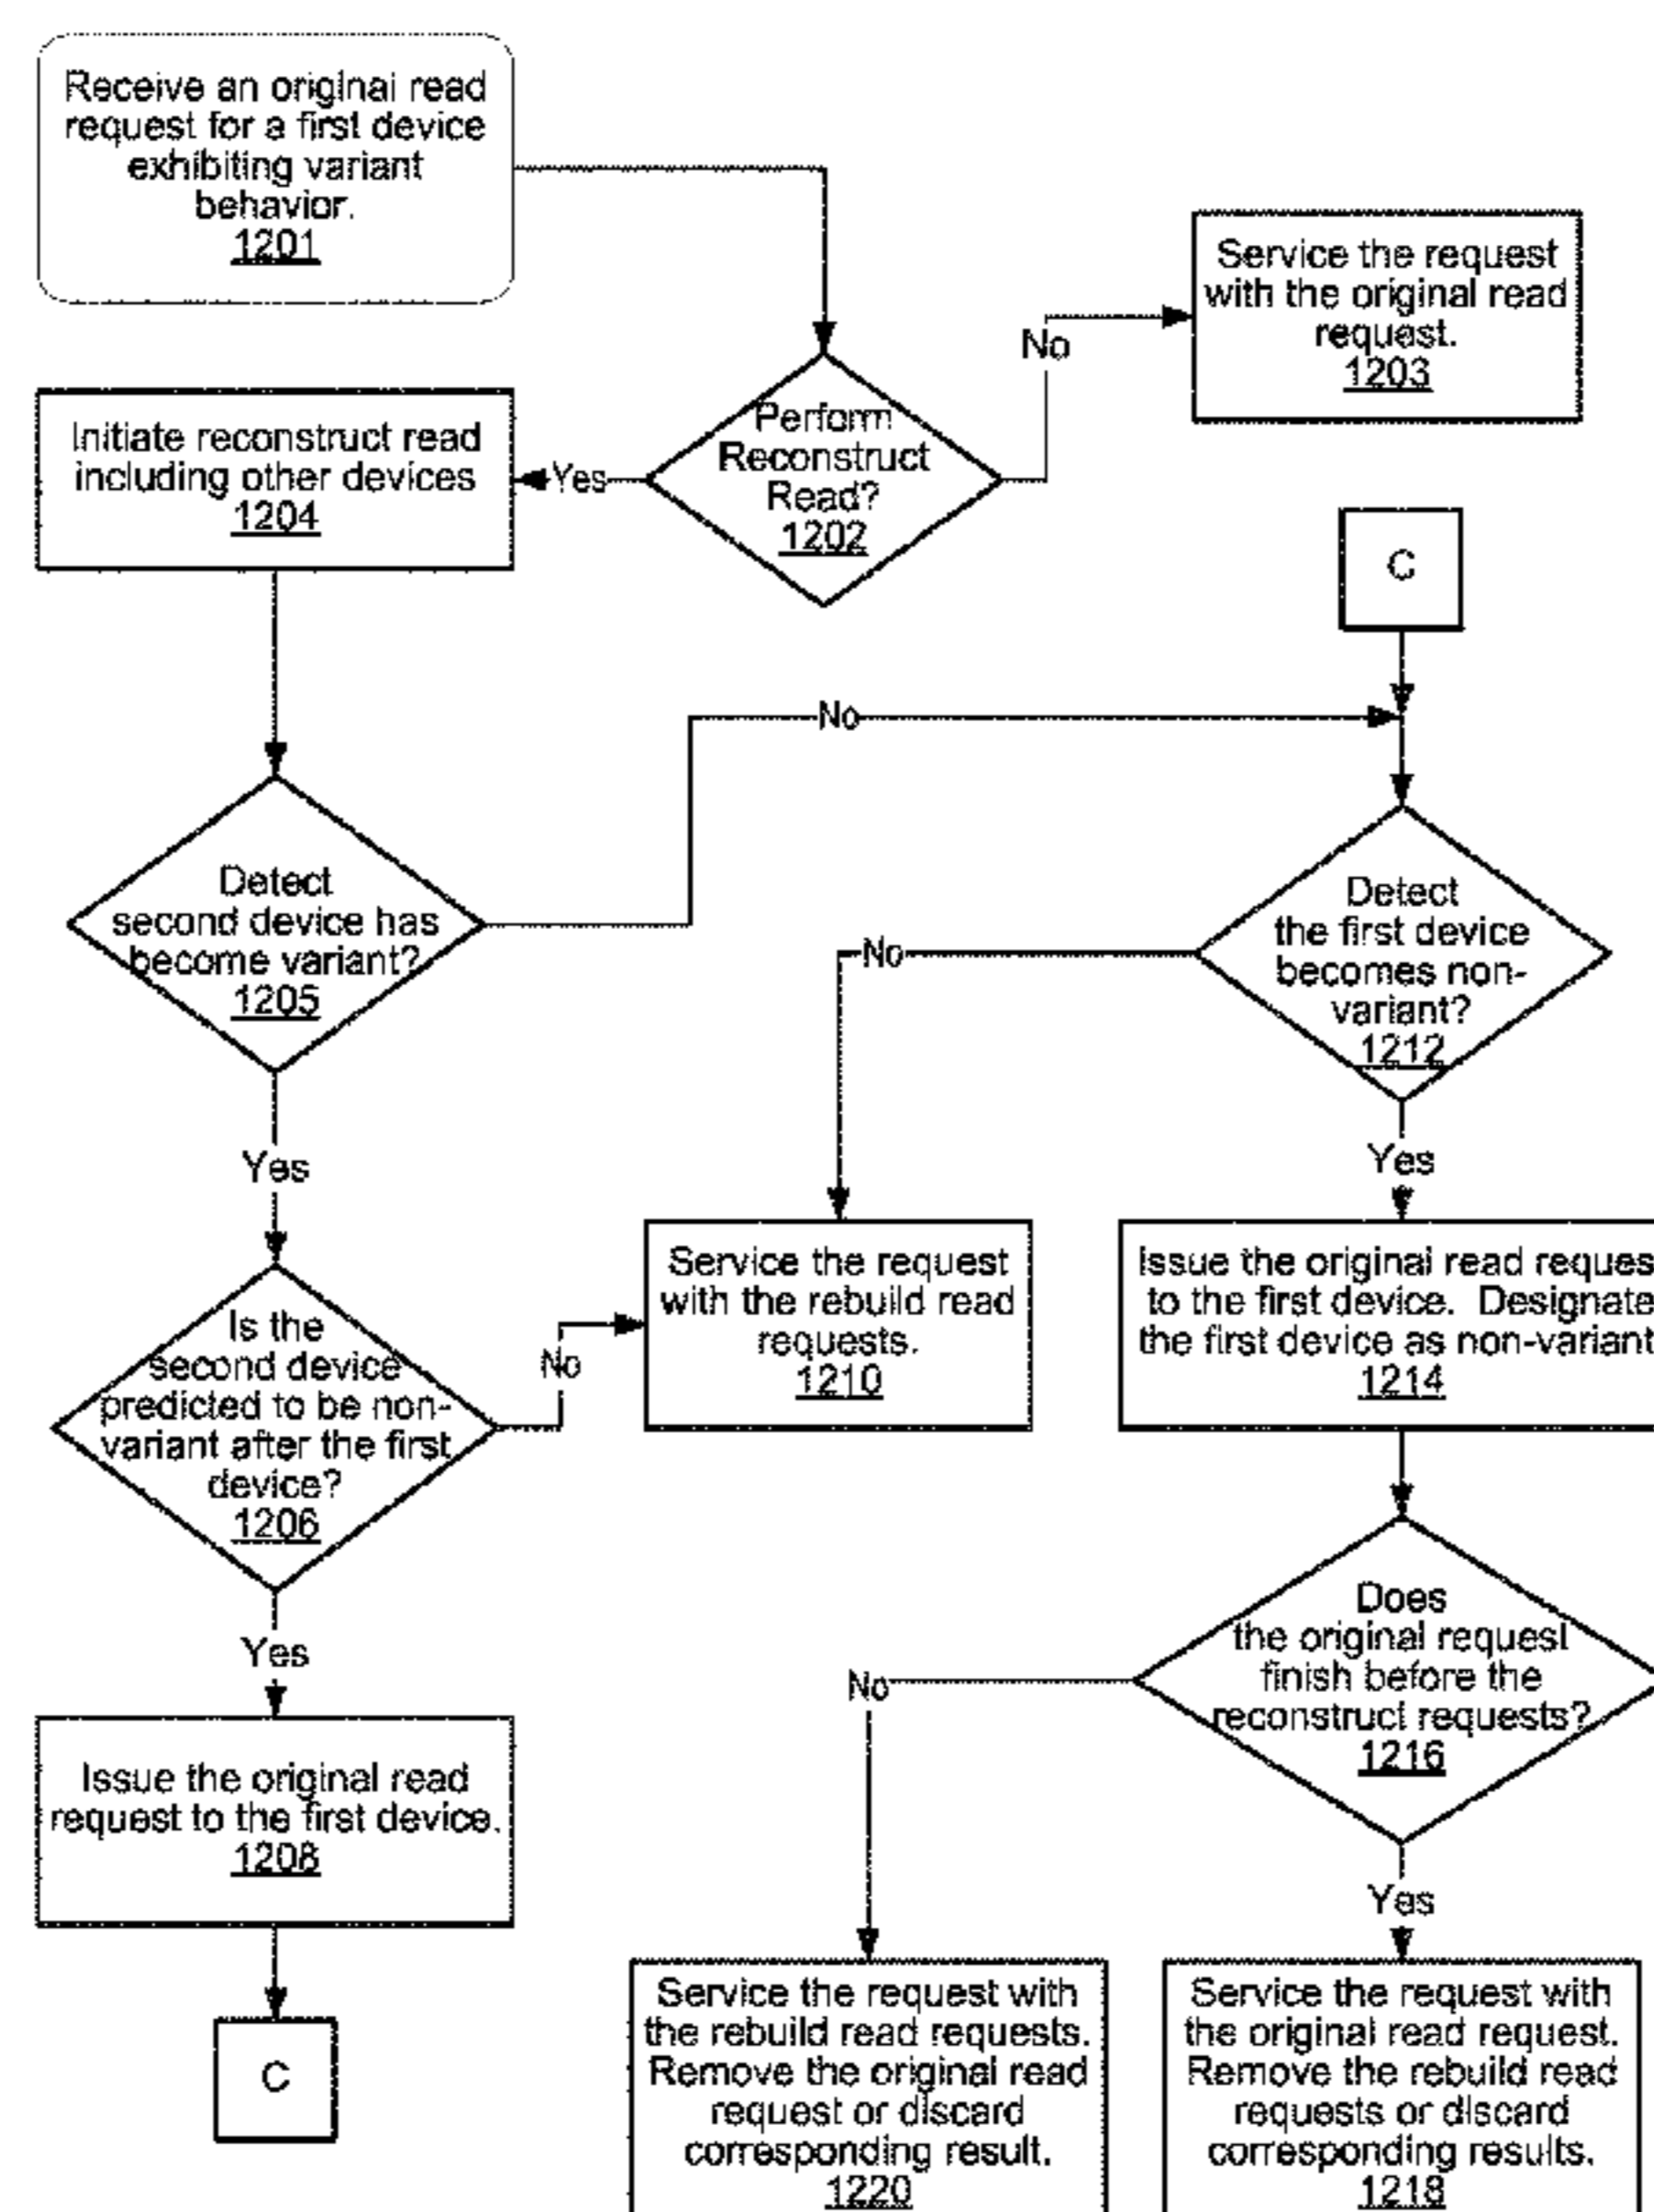 Receive an original read
request for a first device
exhibiting variant
behavior.
1201
Service the request
with the original read
request.
1203
No
Perform
Reconstruct
Read?
1202
Yes
Initiate reconstruct read
including other devices
1204
C
No
Detect
second device has
become variant?
1205
Detect
the first device
becomes non-
variant?
1212
No
Yes
Yes
Service the request
with the rebuild read
requests.
1210
Issue the original read reques
to the first device. Designate
the first device as non-variant
1214
Is the
second device
predicted to be non-
variant after the first
device?
1206
No
Yes
Does
the original request
finish before the
reconstruct requests?
1216
No
Yes
Issue the original read
request to the first device.
1208
C
Service the request with
the rebuild read requests.
Remove the original read
request or discard
corresponding result.
1220
Service the request with
the original read request.
Remove the rebuild read
requests or discard
corresponding results.
1218